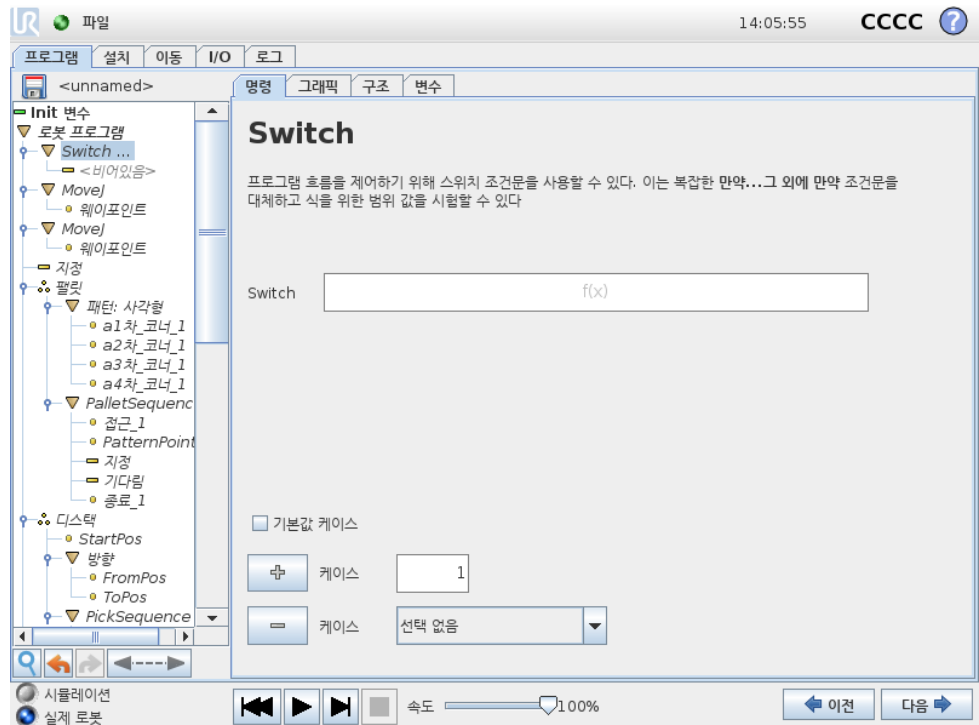 UR 파일 14:05:55 CCCC ?
프로그램 설치 이동 I/O 로그
<unnamed>
명령 그래픽 구조 변수
Init 변수
로봇 프로그램
Switch ...
<비어있음>
MoveJ
웨이포인트
MoveJ
웨이포인트
지정
팔릿
패턴: 사각형
a1차_코너_1
a2차_코너_1
a3차_코너_1
a4차_코너_1
PalletSequenc
접근_1
PatternPoint
지정
기다림
종료_1
디스택
StartPos
방향
FromPos
ToPos
PickSequence
Switch
프로그램 흐름을 제어하기 위해 스위치 조건문을 사용할 수 있다. 이는 복잡한 만약...그 외에 만약 조건문을
대체하고 식을 위한 범위 값을 시험할 수 있다
Switch f(x)
기본값 케이스
케이스 1
케이스 선택 없음
시뮬레이션
실제 로봇
속도 100%
이전 다음